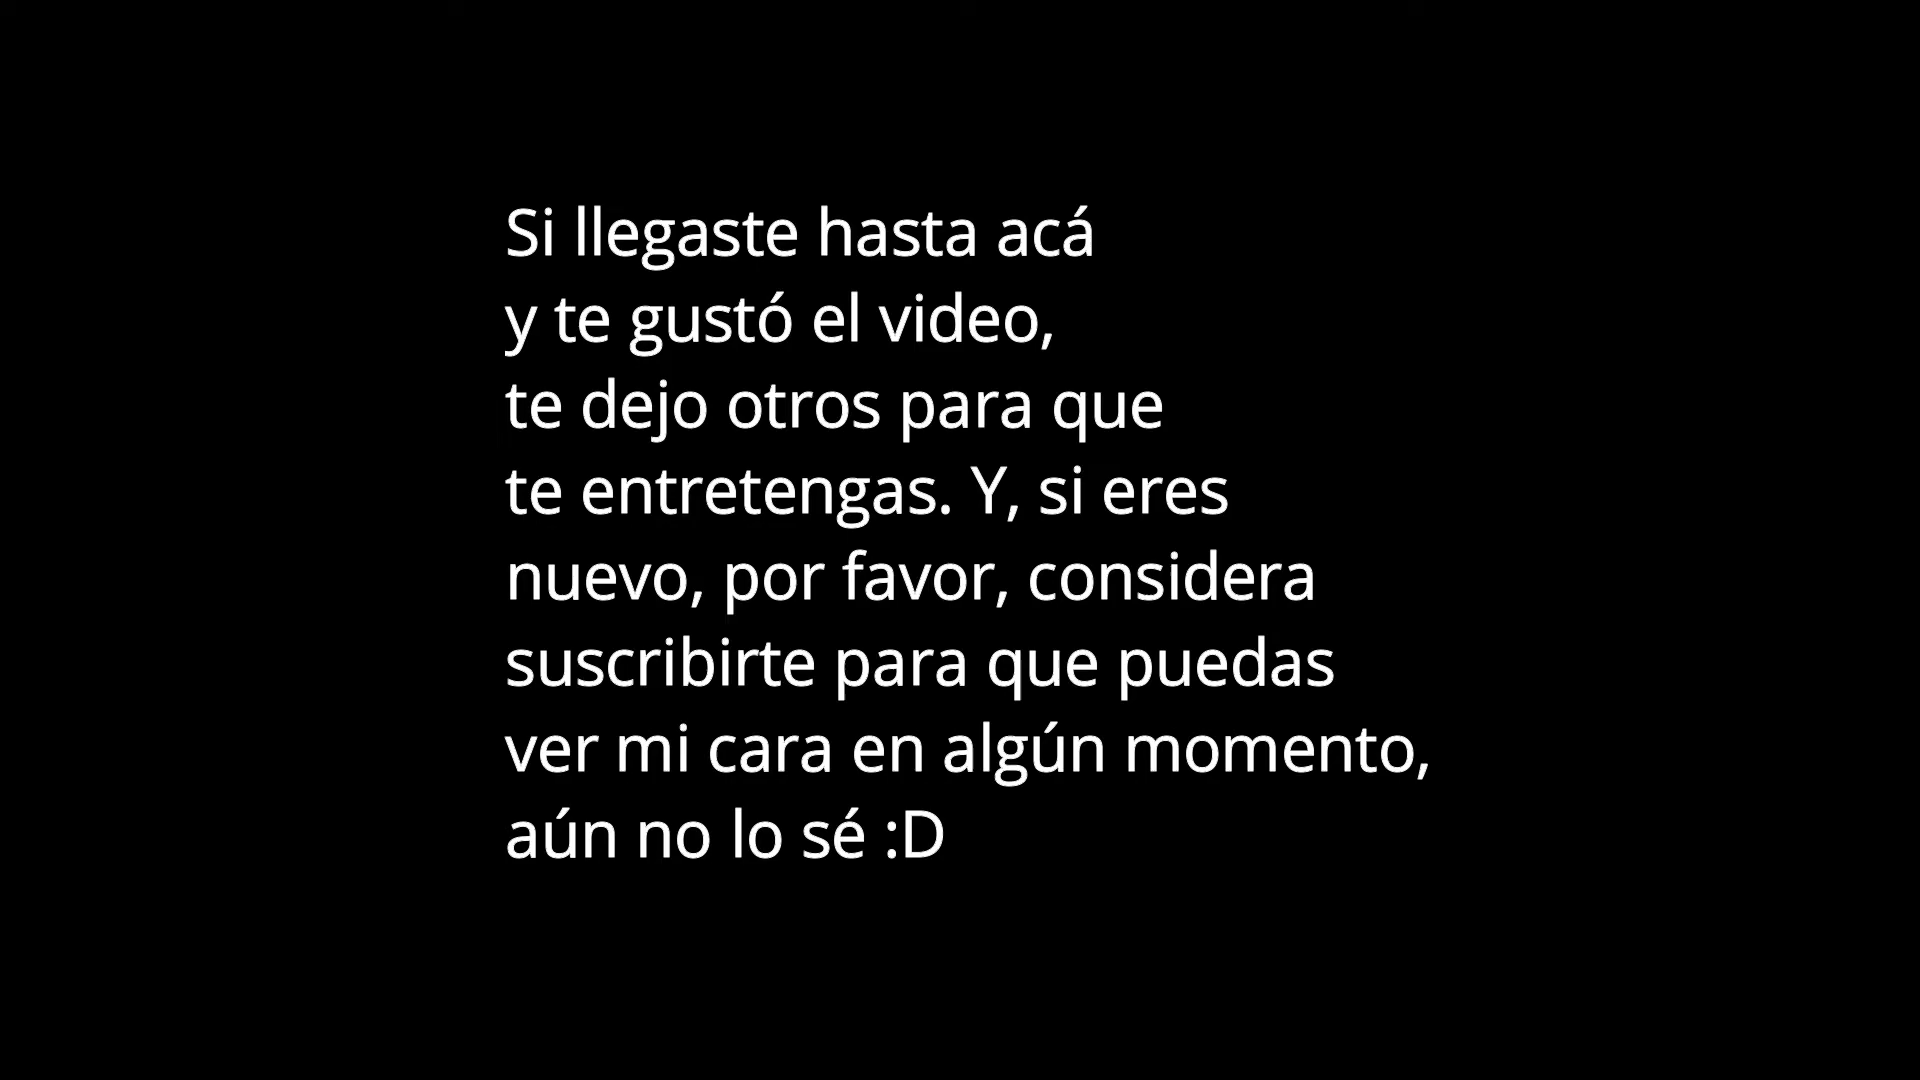 Si llegaste hasta acá
y te gustó el video,
te dejo otros para que
te entretengas. Y, si eres
nuevo, por favor, considera
suscribirte para que puedas
ver mi cara en algún momento,
aún no lo sé :D